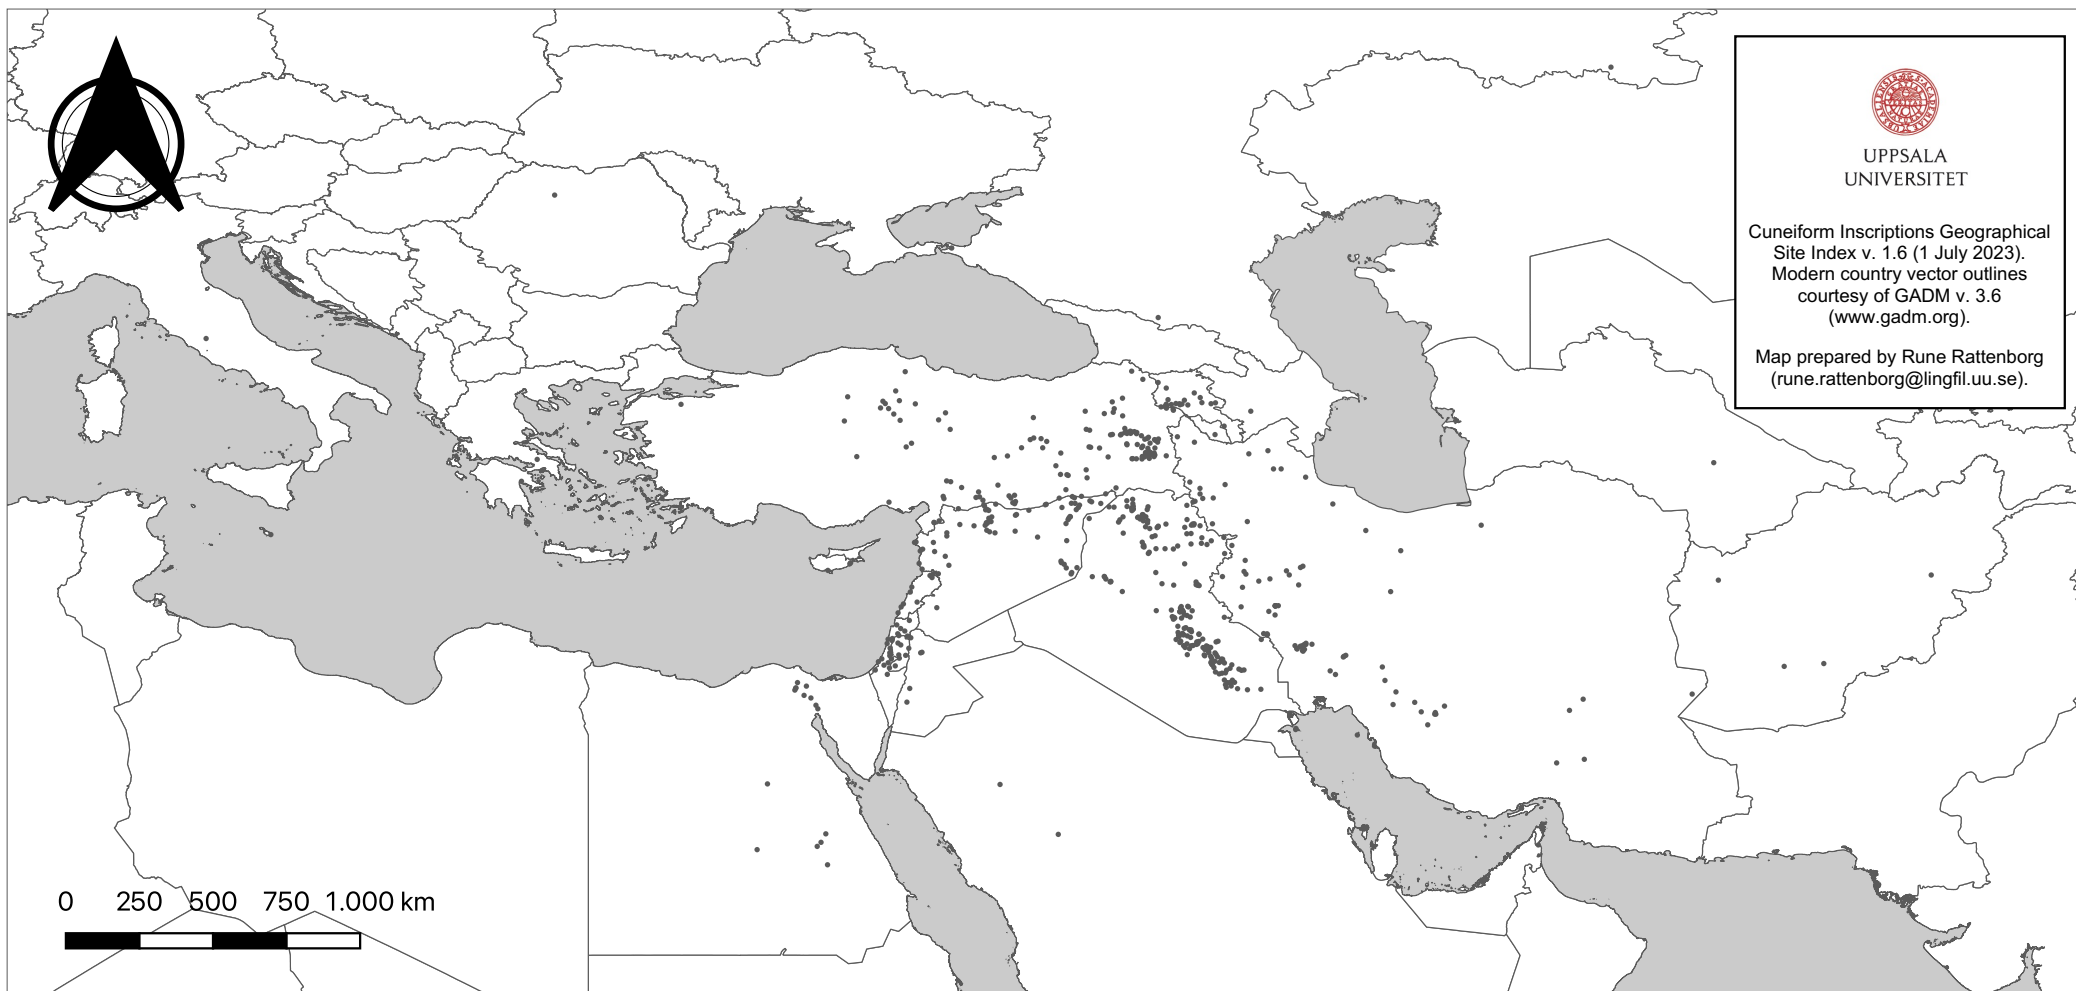 UPPSALA
UNIVERSITET
Cuneiform Inscriptions Geographical
Site Index v. 1.6 (1 July 2023).
Modern country vector outlines
courtesy of GADM v. 3.6
(www.gadm.org).
Map prepared by Rune Rattenborg
(rune.rattenborg@lingfil.uu.se).
0 250 500 750 1.000 km